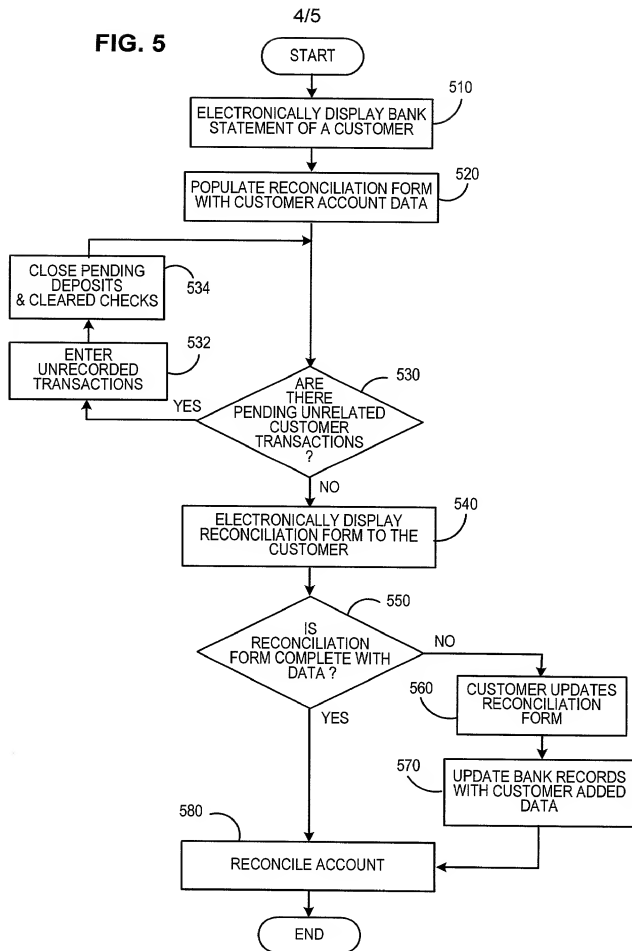 4/5
FIG. 5
START
510
ELECTRONICALLY DISPLAY BANK
STATEMENT OF A CUSTOMER
520
POPULATE RECONCILIATION FORM
WITH CUSTOMER ACCOUNT DATA
CLOSE PENDING
DEPOSITS
& CLEARED CHECKS
534
ENTER
UNRECORDED
TRANSACTIONS
532
530
ARE
THERE
PENDING UNRELATED
CUSTOMER
TRANSACTIONS
?
YES
NO
540
ELECTRONICALLY DISPLAY
RECONCILIATION FORM TO THE
CUSTOMER
550
IS
RECONCILIATION
FORM COMPLETE WITH
DATA ?
NO
YES
560
CUSTOMER UPDATES
RECONCILIATION
FORM
570
UPDATE BANK RECORDS
WITH CUSTOMER ADDED
DATA
580
RECONCILE ACCOUNT
END